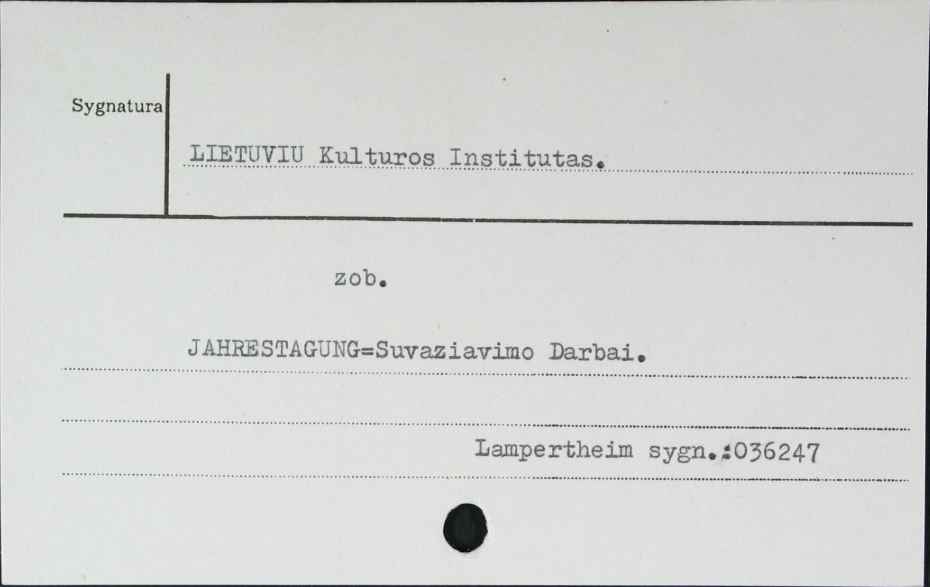 Sygnatura
LIETUVIU Kulturos Institutas.
zob.
JAHRESTAGUNG=Suvaziavimo Darbai.
Lampertheim sygn.:036247